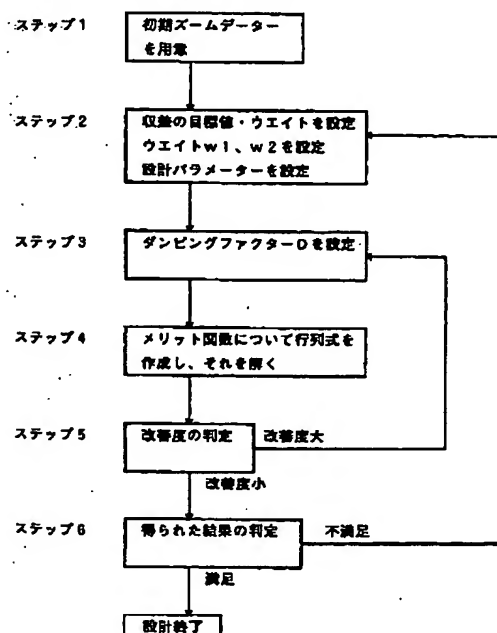 ステップ1
初期ズームデーター
を用意
ステップ2
収差の目標値・ウエイトを設定
ウエイトw1、w2を設定
設計パラメーターを設定
ステップ3
ダンピングファクターDを設定
ステップ4
メリット関数について行列式を
作成し、それを解く
ステップ5
改善度の判定
改善度大
改善度小
ステップ6
得られた結果の判定
不満足
満足
設計終了